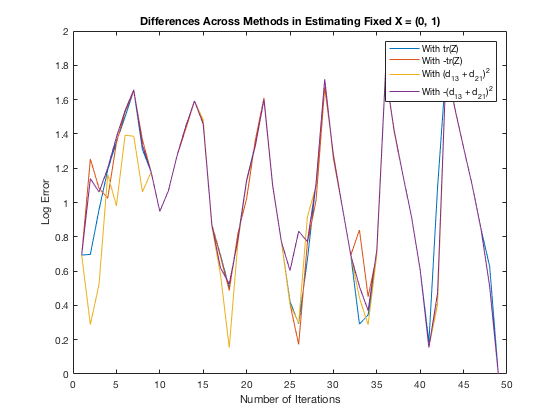 Differences Across Methods in Estimating Fixed X = (0, 1)
2
1.8
1.6
1.4
1.2
1
0.8
0.6
0.4
0.2
0
Log Error
With tr(Z)
With -tr(Z)
With (d13 + d21)2
With -(d13 + d21)2
0 5 10 15 20 25 30 35 40 45 50
Number of Iterations